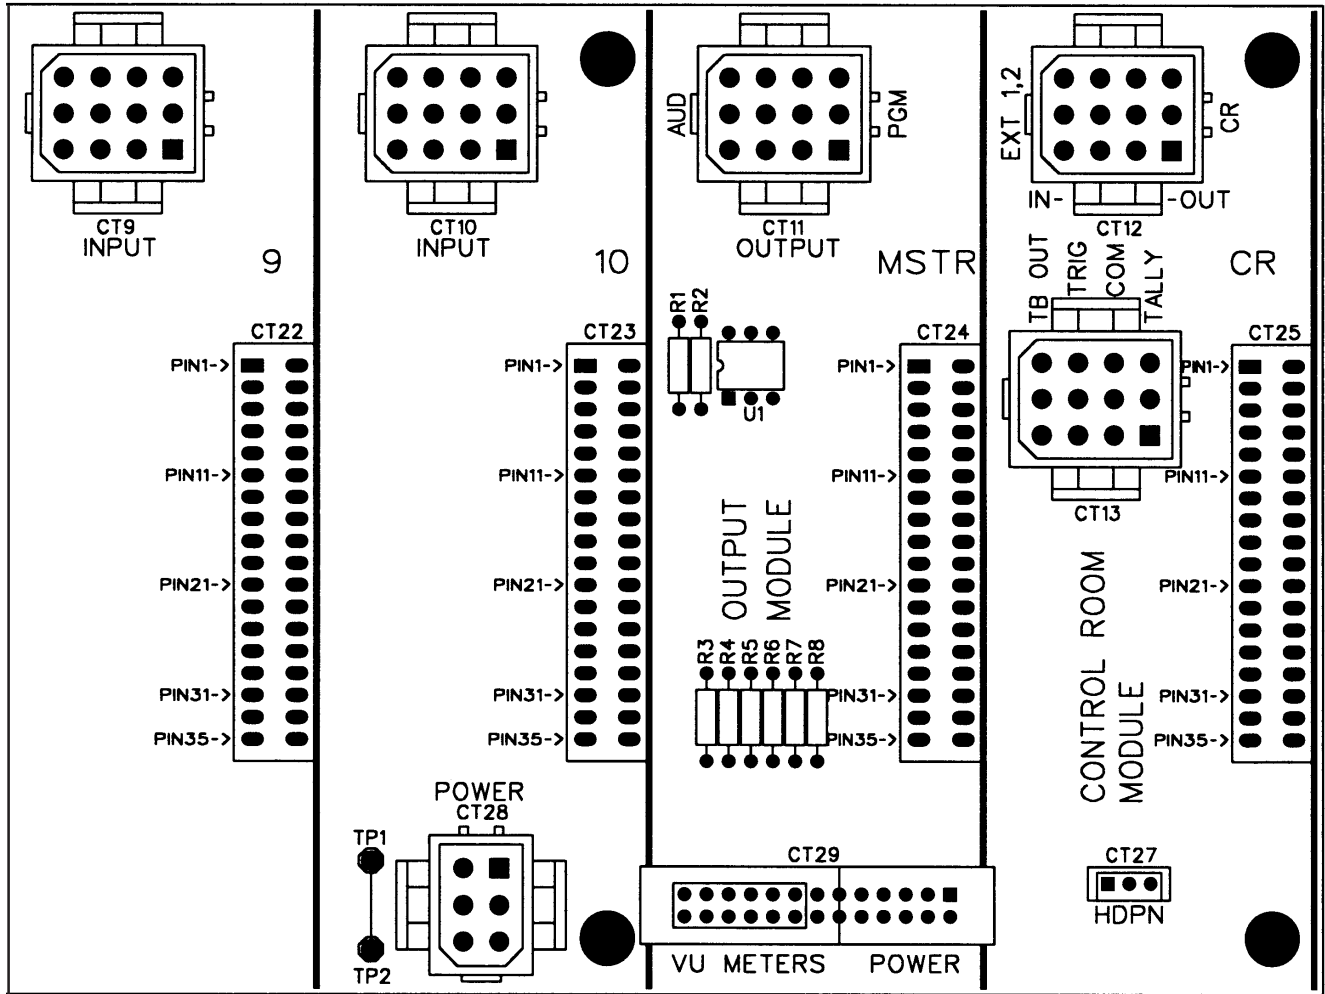 AUD
PGM
EXT 1,2
CR
IN-
-OUT
CT9
INPUT
CT10
INPUT
CT11
OUTPUT
CT12
9
10
MSTR
TB OUT
TRIG
COM
TALLY
CR
R1
R2
CT22
CT23
CT24
CT25
PIN1->
PIN1->
PIN1->
PIN1->
U1
PIN11->
PIN11->
PIN11->
PIN11->
CT13
OUTPUT
MODULE
PIN21->
PIN21->
PIN21->
PIN21->
CONTROL ROOM
MODULE
R3
R4
R5
R6
R7
R8
PIN31->
PIN31->
PIN31->
PIN31->
PIN35->
PIN35->
PIN35->
PIN35->
POWER
CT28
TP1
CT29
CT27
HDPN
TP2
VU METERS
POWER